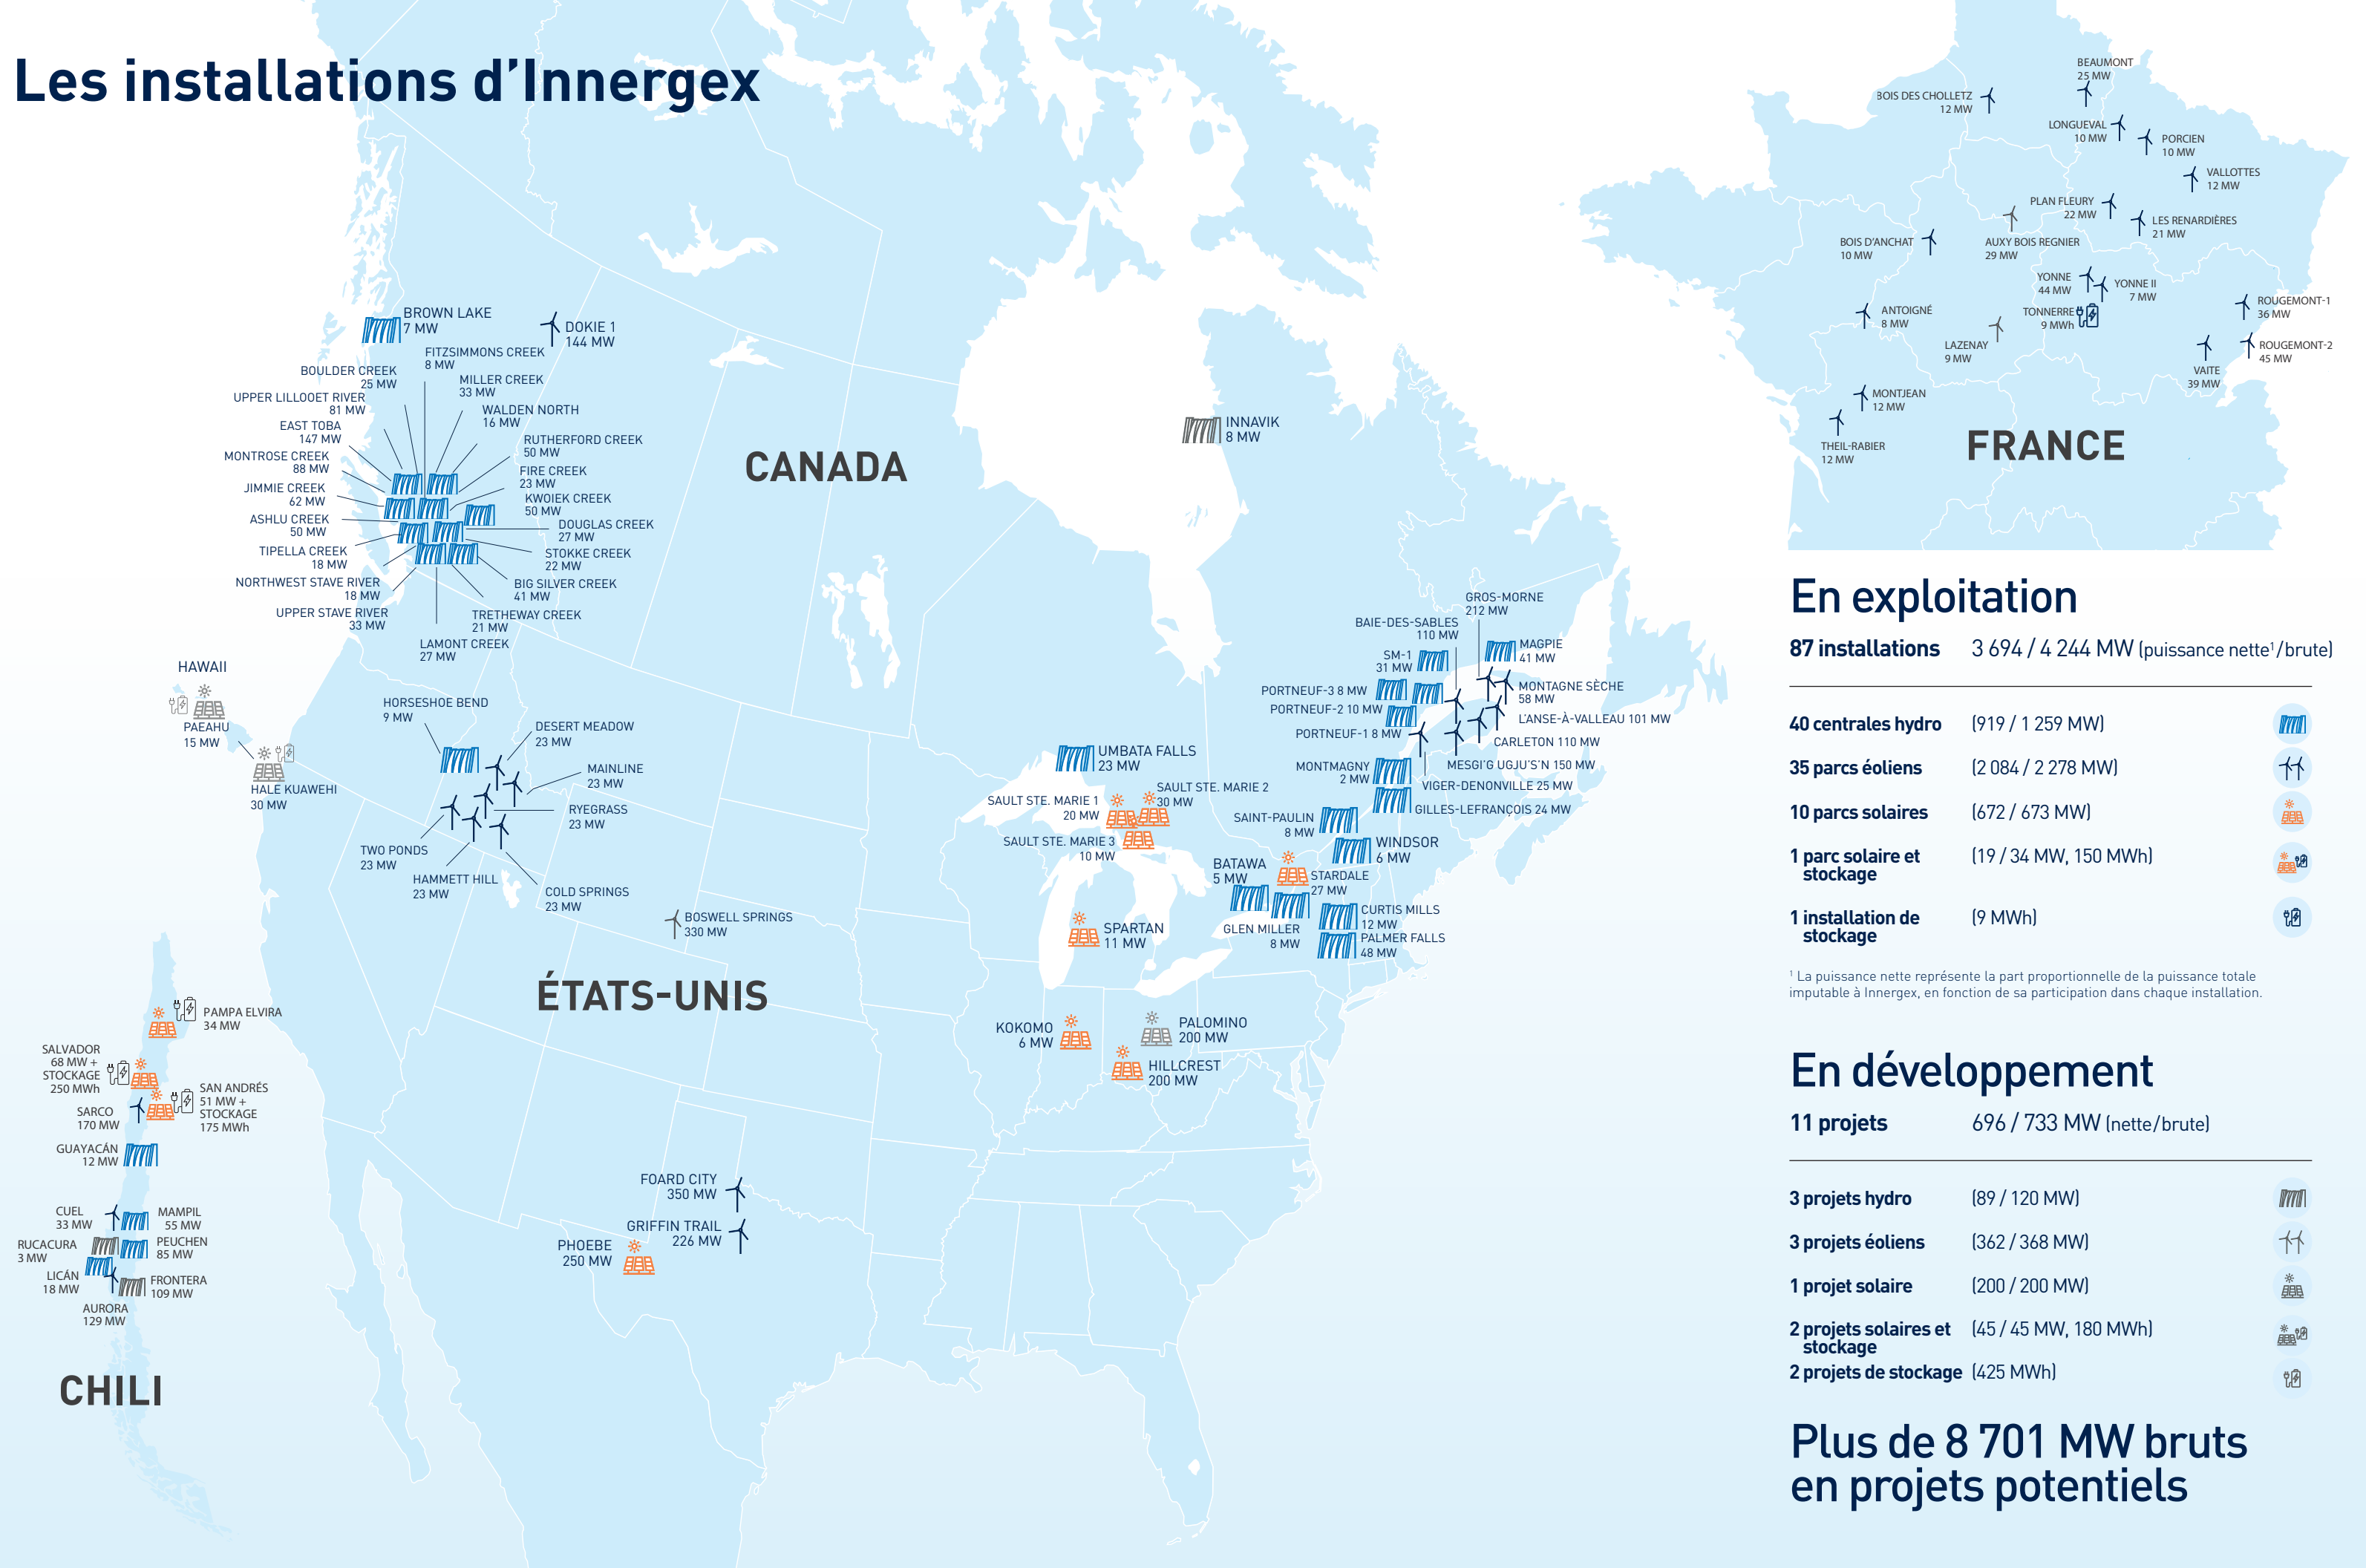 Les installations d’Innergex
BROWN LAKE
7 MW
DOKIE 1
144 MW
FITZSIMMONS CREEK
8 MW
BOULDER CREEK
25 MW
MILLER CREEK
33 MW
UPPER LILLOOET RIVER
81 MW
WALDEN NORTH
16 MW
EAST TOBA
147 MW
RUTHERFORD CREEK
50 MW
MONTROSE CREEK
88 MW
FIRE CREEK
23 MW
JIMMIE CREEK
62 MW
KWOIEK CREEK
50 MW
ASHLU CREEK
50 MW
DOUGLAS CREEK
27 MW
TIPELLA CREEK
18 MW
STOKKE CREEK
22 MW
NORTHWEST STAVE RIVER
18 MW
BIG SILVER CREEK
41 MW
UPPER STAVE RIVER
33 MW
TRETHEWAY CREEK
21 MW
LAMONT CREEK
27 MW
CANADA
INNAVIK
8 MW
HAWAII
PAEAHU
15 MW
HALE KUAWEHI
30 MW
HORSESHOE BEND
9 MW
DESERT MEADOW
23 MW
MAINLINE
23 MW
RYEGRASS
23 MW
TWO PONDS
23 MW
HAMMETT HILL
23 MW
COLD SPRINGS
23 MW
BOSWELL SPRINGS
330 MW
ÉTATS-UNIS
GROS-MORNE
212 MW
BAIE-DES-SABLES
110 MW
MAGPIE
41 MW
SM-1
31 MW
PORTNEUF-3 8 MW
MONTAGNE SÈCHE
58 MW
PORTNEUF-2 10 MW
L’ANSE-À-VALLEAU 101 MW
PORTNEUF-1 8 MW
CARLETON 110 MW
MONTMAGNY
2 MW
MESGI’G UGJU’S’N 150 MW
VIGER-DENONVILLE 25 MW
GILLES-LEFRANÇOIS 24 MW
UMBATA FALLS
23 MW
SAULT STE. MARIE 2
30 MW
SAULT STE. MARIE 1
20 MW
SAULT STE. MARIE 3
10 MW
SAINT-PAULIN
8 MW
WINDSOR
6 MW
BATAWA
5 MW
STARDALE
27 MW
GLEN MILLER
8 MW
CURTIS MILLS
12 MW
PALMER FALLS
48 MW
SPARTAN
11 MW
KOKOMO
6 MW
PALOMINO
200 MW
HILLCREST
200 MW
FOARD CITY
350 MW
GRIFFIN TRAIL
226 MW
PHOEBE
250 MW
PAMPA ELVIRA
34 MW
SALVADOR
68 MW +
STOCKAGE
250 MWh
SAN ANDRÉS
51 MW +
STOCKAGE
175 MWh
SARCO
170 MW
GUAYACÁN
12 MW
CUEL
33 MW
MAMPIL
55 MW
RUCACURA
3 MW
PEUCHEN
85 MW
LICÁN
18 MW
FRONTERA
109 MW
AURORA
129 MW
CHILI
BEAUMONT
25 MW
BOIS DES CHOLLETZ
12 MW
LONGUEVAL
10 MW
PORCIEN
10 MW
VALLOTTES
12 MW
PLAN FLEURY
22 MW
LES RENARDIÈRES
21 MW
BOIS D’ANCHAT
10 MW
AUXY BOIS REGNIER
29 MW
YONNE
44 MW
YONNE II
7 MW
ROUGEMONT-1
36 MW
ANTOIGNÉ
8 MW
TONNERRE
9 MWh
LAZENAY
9 MW
ROUGEMONT-2
45 MW
VAITE
39 MW
MONTJEAN
12 MW
THEIL-RABIER
12 MW
FRANCE
En exploitation
87 installations 3 694 / 4 244 MW (puissance nette¹/brute)
40 centrales hydro (919 / 1 259 MW)
35 parcs éoliens (2 084 / 2 278 MW)
10 parcs solaires (672 / 673 MW)
1 parc solaire et (19 / 34 MW, 150 MWh)
stockage
1 installation de (9 MWh)
stockage
¹ La puissance nette représente la part proportionnelle de la puissance totale
imputable à Innergex, en fonction de sa participation dans chaque installation.
En développement
11 projets 696 / 733 MW (nette/brute)
3 projets hydro (89 / 120 MW)
3 projets éoliens (362 / 368 MW)
1 projet solaire (200 / 200 MW)
2 projets solaires et (45 / 45 MW, 180 MWh)
stockage
2 projets de stockage (425 MWh)
Plus de 8 701 MW bruts
en projets potentiels